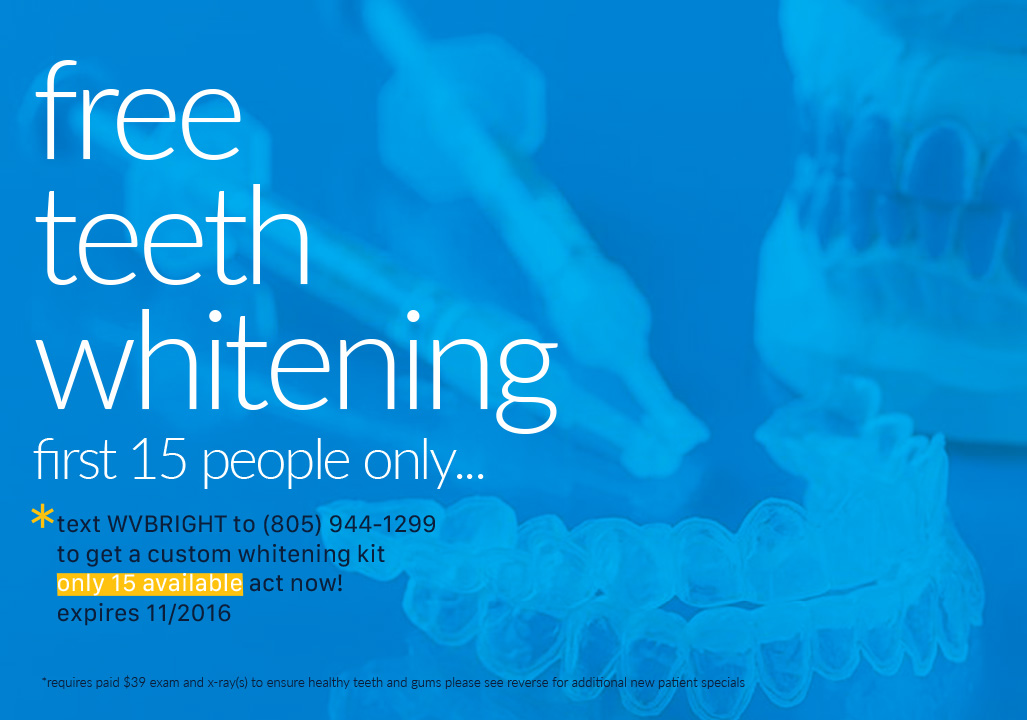 free
teeth
whitening
first 15 people only...
*text WVBRIGHT to (805) 944-1299
to get a custom whitening kit
only 15 available act now!
expires 11/2016
*requires paid $39 exam and x-ray(s) to ensure healthy teeth and gums please see reverse for additional new patient specials